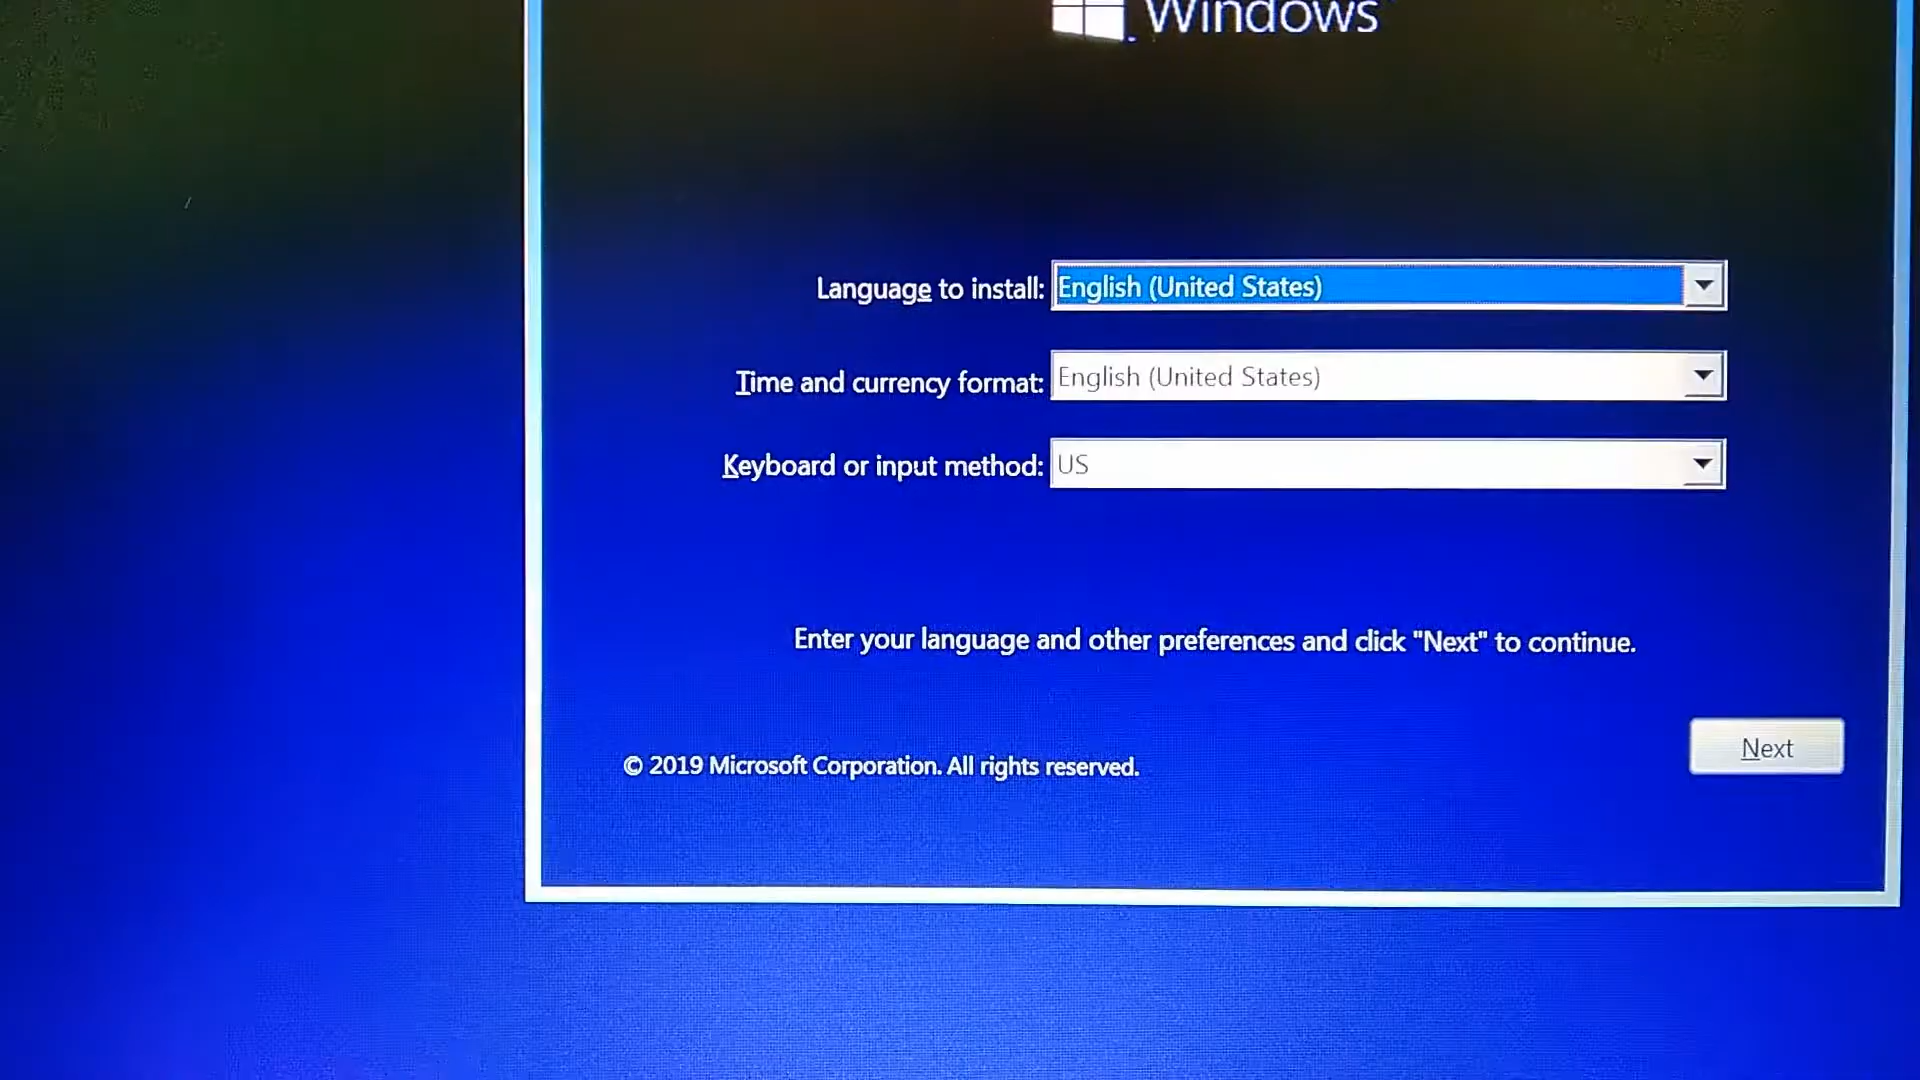 Windows
Language to install: English (United States)
Time and currency format: English (United States)
Keyboard or input method: US
Enter your language and other preferences and click "Next" to continue.
© 2019 Microsoft Corporation. All rights reserved.
Next